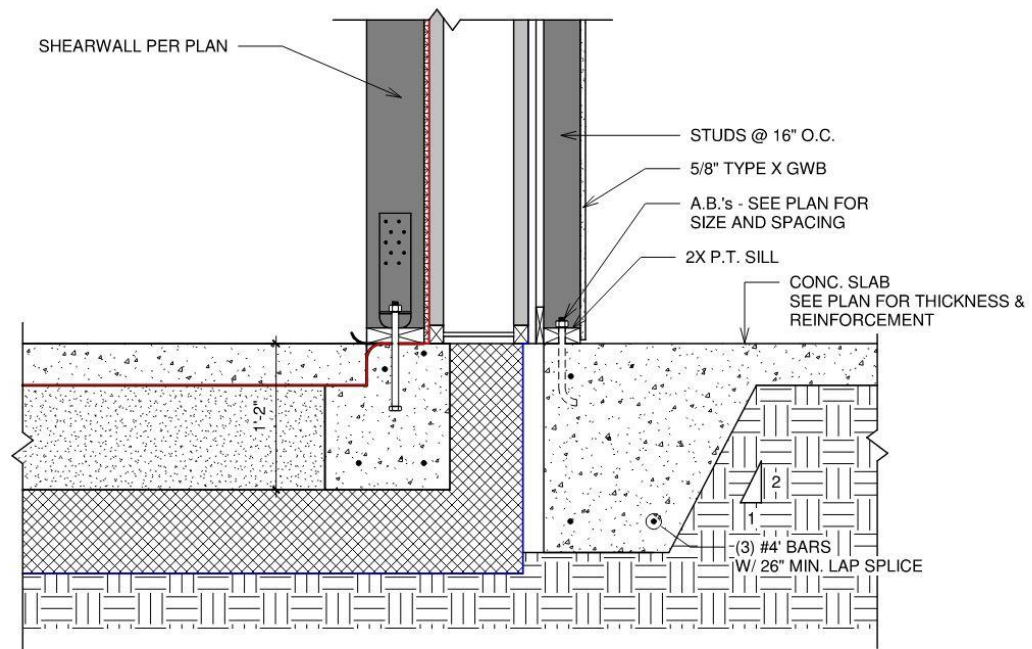 SHEARWALL PER PLAN
STUDS @ 16" O.C.
5/8" TYPE X GWB
A.B.'s - SEE PLAN FOR
SIZE AND SPACING
2X P.T. SILL
CONC. SLAB
SEE PLAN FOR THICKNESS &
REINFORCEMENT
1'-2"
2
1
(3) #4' BARS
W/ 26" MIN. LAP SPLICE